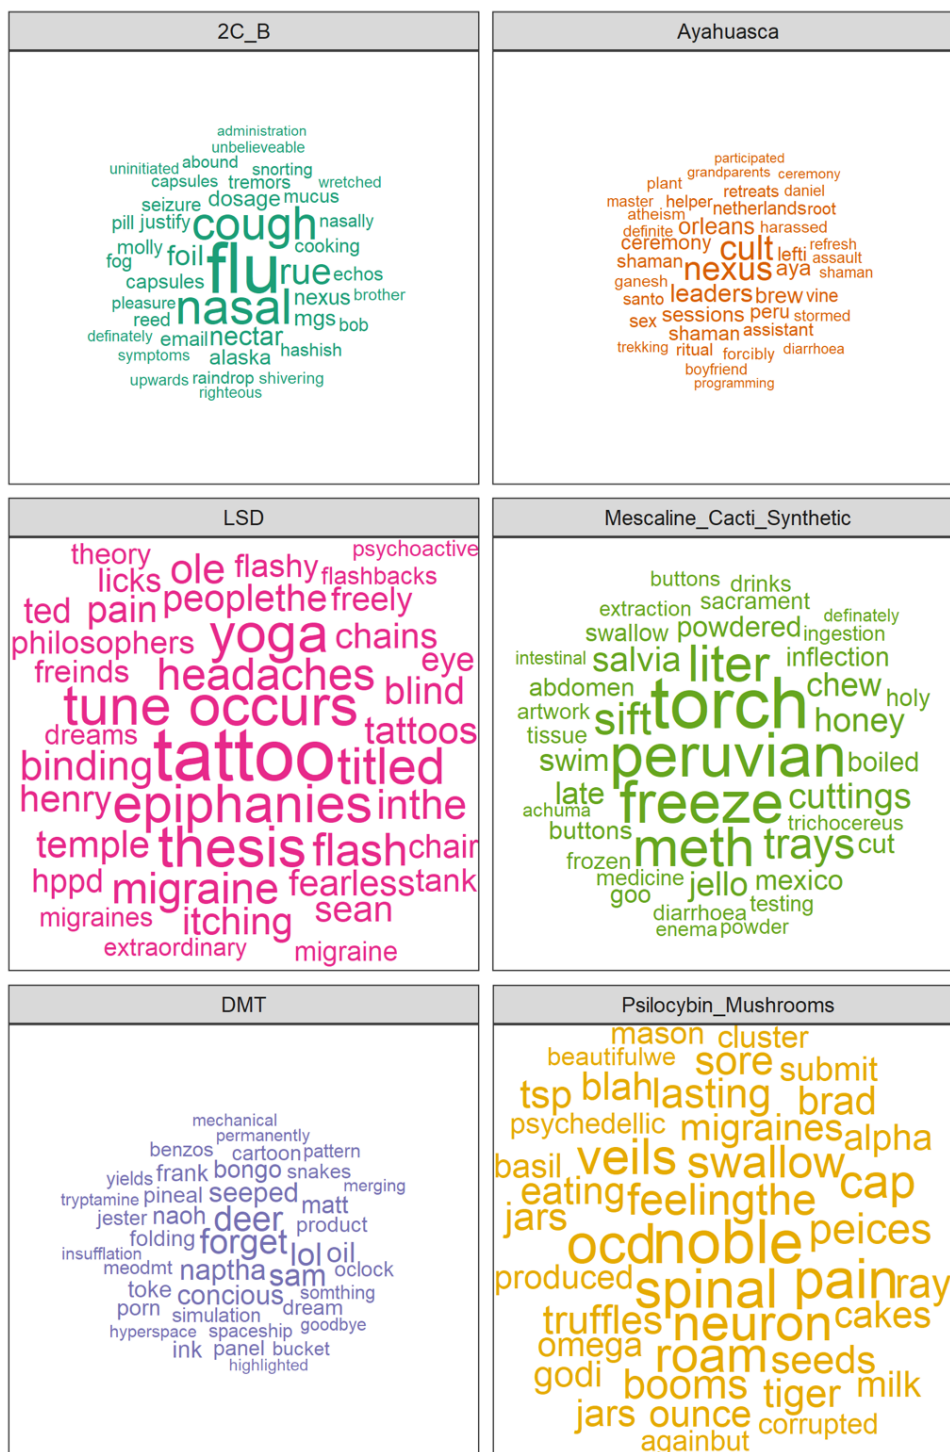 2C_B
administration
unbelieveable
uninitiated abound snorting
capsules tremors wretched
seizure dosage mucus
pill justify cough nasally
molly foil flu rue cooking
fog echos
capsules nasal nexus brother
pleasure mgs
reed bob
definately email nectar
symptoms alaska hashish
upwards raindrop shivering
righteous
Ayahuasca
participated
grandparents ceremony
plant retreats daniel
master helper netherlands root
atheism
definite orleans harassed
ceremony cult lefti refresh
shaman nexus aya assault
shaman
ganesh
santo leaders brew vine
sex sessions peru stormed
shaman assistant
trekking ritual forcibly diarrhoea
boyfriend
programming
LSD
theory psychoactive
licks ole flashy flashbacks
ted pain peoplethe freely
philosophers yoga chains
freinds headaches eye
tune occurs blind
dreams tattoos
binding tattoo titled
henry epiphanies inthe
temple thesis flash chair
hppd migraine fearless tank
migraines itching sean
extraordinary migraine
Mescaline_Cacti_Synthetic
buttons drinks
extraction sacrament definately
swallow powdered ingestion
intestinal salvia liter inflection
abdomen chew holy
artwork sift torch honey
tissue
swim peruvian boiled
late freeze cuttings
achuma trichocereus
buttons meth trays cut
frozen
medicine jello mexico
goo
diarrhoea testing
enema powder
DMT
mechanical
permanently
benzos cartoon pattern
yields frank bongo snakes
merging
tryptamine pineal seeped matt
jester naoh deer product
folding forget lol oil
insufflation
meodmt naptha sam oclock
toke concious somthing
porn simulation dream
hyperspace spaceship goodbye
ink panel bucket
highlighted
Psilocybin_Mushrooms
mason cluster
beautifulwe sore submit
tsp blah lasting brad
psychedellic migraines alpha
basil veils swallow cap
eating feelingthe
jars ocd noble peices
produced spinal pain ray
truffles neuron cakes
omega roam seeds
godi booms tiger milk
jars ounce corrupted
againbut